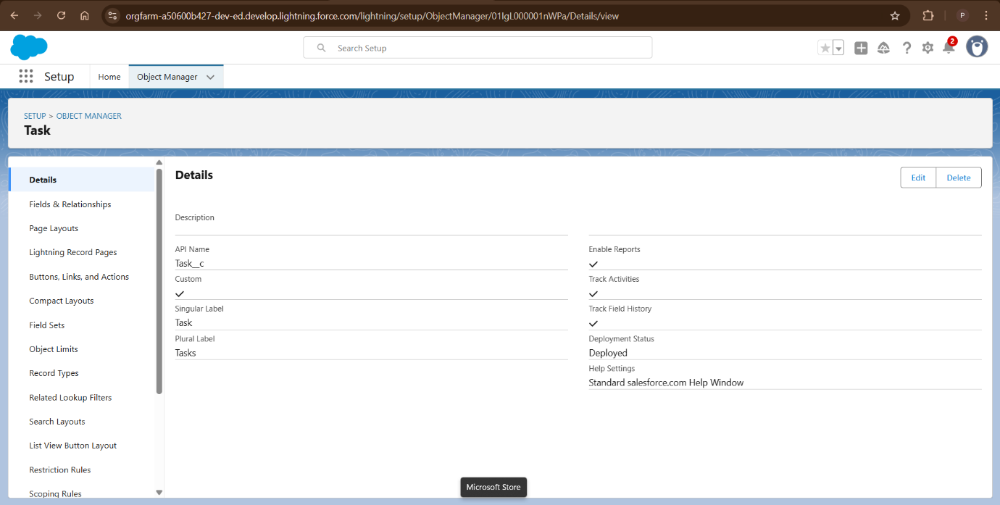 orgfarm-a50600b427-dev-ed.develop.lightning.force.com/lightning/setup/ObjectManager/01IgL000001nWPa/Details/view
P
Search Setup
2
Setup
Home
Object Manager
SETUP > OBJECT MANAGER
Task
Details
Fields & Relationships
Page Layouts
Lightning Record Pages
Buttons, Links, and Actions
Compact Layouts
Field Sets
Object Limits
Record Types
Related Lookup Filters
Search Layouts
List View Button Layout
Restriction Rules
Scoping Rules
Details
Edit
Delete
Description
API Name
Task__c
Custom
Singular Label
Task
Plural Label
Tasks
Enable Reports
Track Activities
Track Field History
Deployment Status
Deployed
Help Settings
Standard salesforce.com Help Window
Microsoft Store